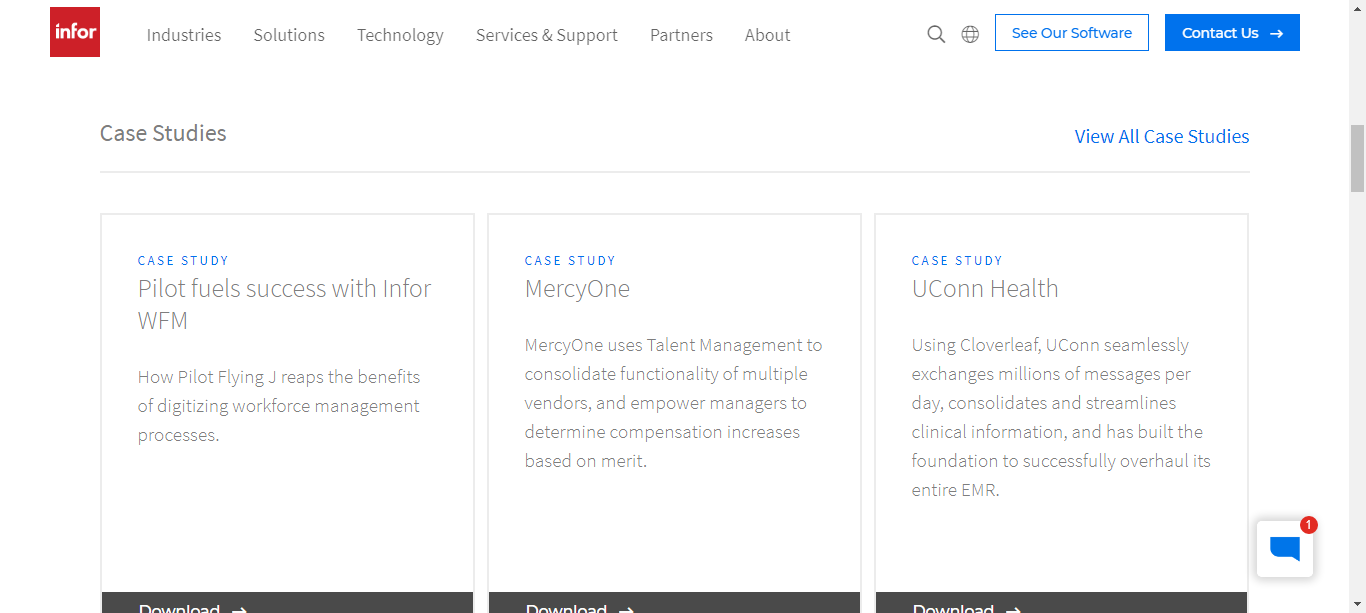 infor
Industries Solutions Technology Services & Support Partners About See Our Software Contact Us →
Case Studies View All Case Studies
CASE STUDY
Pilot fuels success with Infor
WFM
How Pilot Flying J reaps the benefits
of digitizing workforce management
processes.
Download →
CASE STUDY
MercyOne
MercyOne uses Talent Management to
consolidate functionality of multiple
vendors, and empower managers to
determine compensation increases
based on merit.
Download →
CASE STUDY
UConn Health
Using Cloverleaf, UConn seamlessly
exchanges millions of messages per
day, consolidates and streamlines
clinical information, and has built the
foundation to successfully overhaul its
entire EMR.
Download →
1